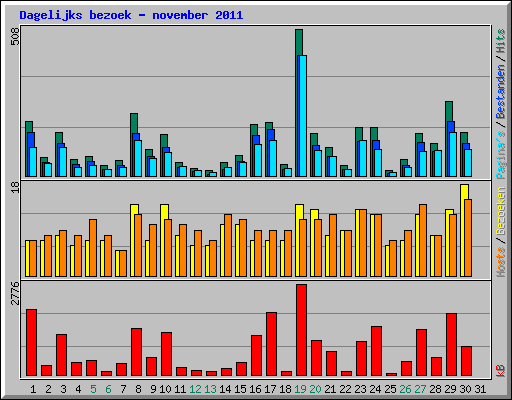 Dagelijks bezoek - november 2011
508
18
2776
Hosts / Bezoeken Pagina's / Bestanden / Hits
kB
1 2 3 4 5 6 7 8 9 10 11 12 13 14 15 16 17 18 19 20 21 22 23 24 25 26 27 28 29 30 31